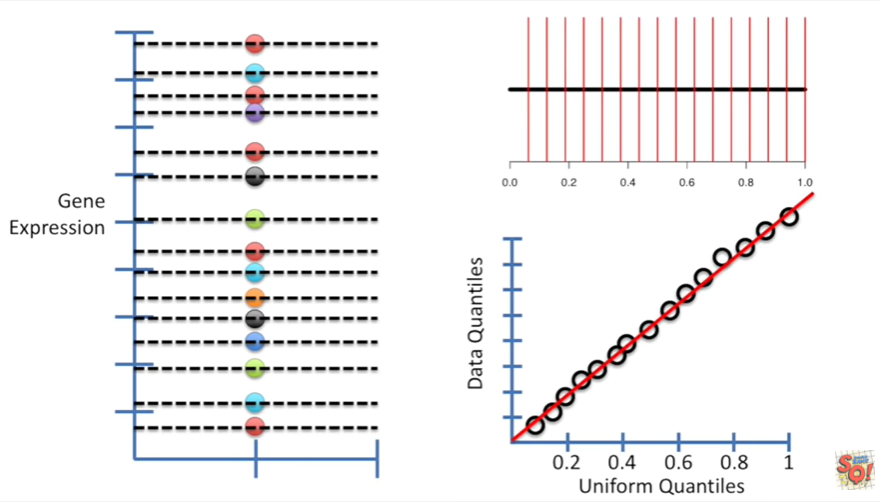 Gene
Expression
0.0 0.2 0.4 0.6 0.8 1.0
Data Quantiles
0.2 0.4 0.6 0.8 1
Uniform Quantiles
SQ!